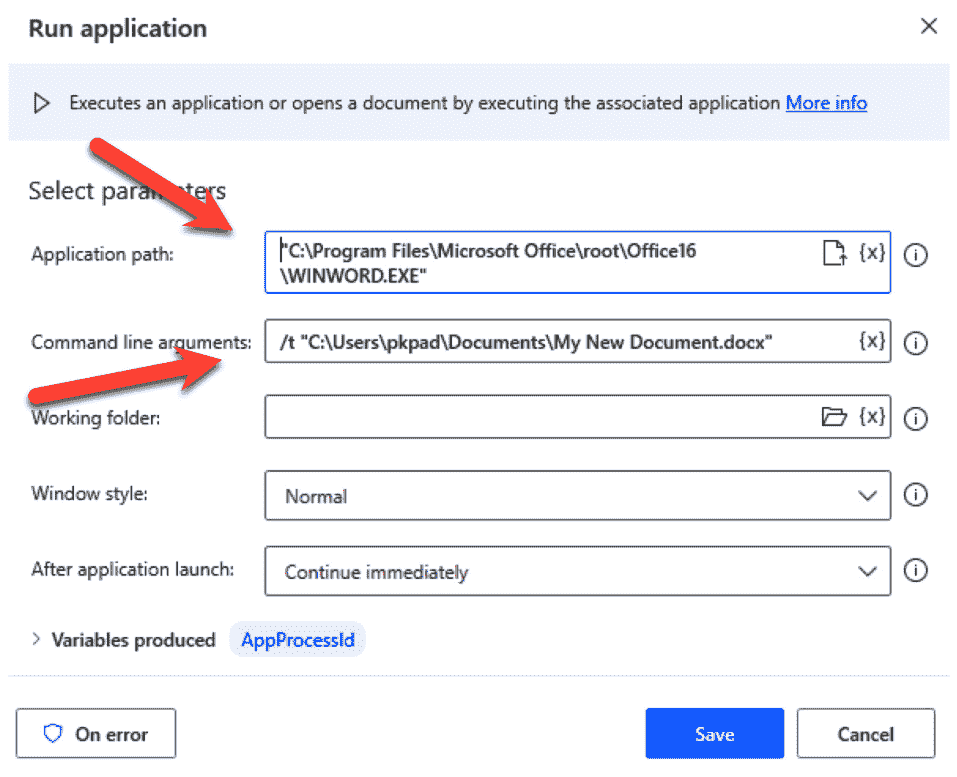 Run application
Executes an application or opens a document by executing the associated application More info
Select parameters
Application path:
"C:\Program Files\Microsoft Office\root\Office16
\WINWORD.EXE"
{x}
Command line arguments:
/t "C:\Users\pkpad\Documents\My New Document.docx"
{x}
Working folder:
{x}
Window style:
Normal
After application launch:
Continue immediately
Variables produced AppProcessId
On error
Save
Cancel